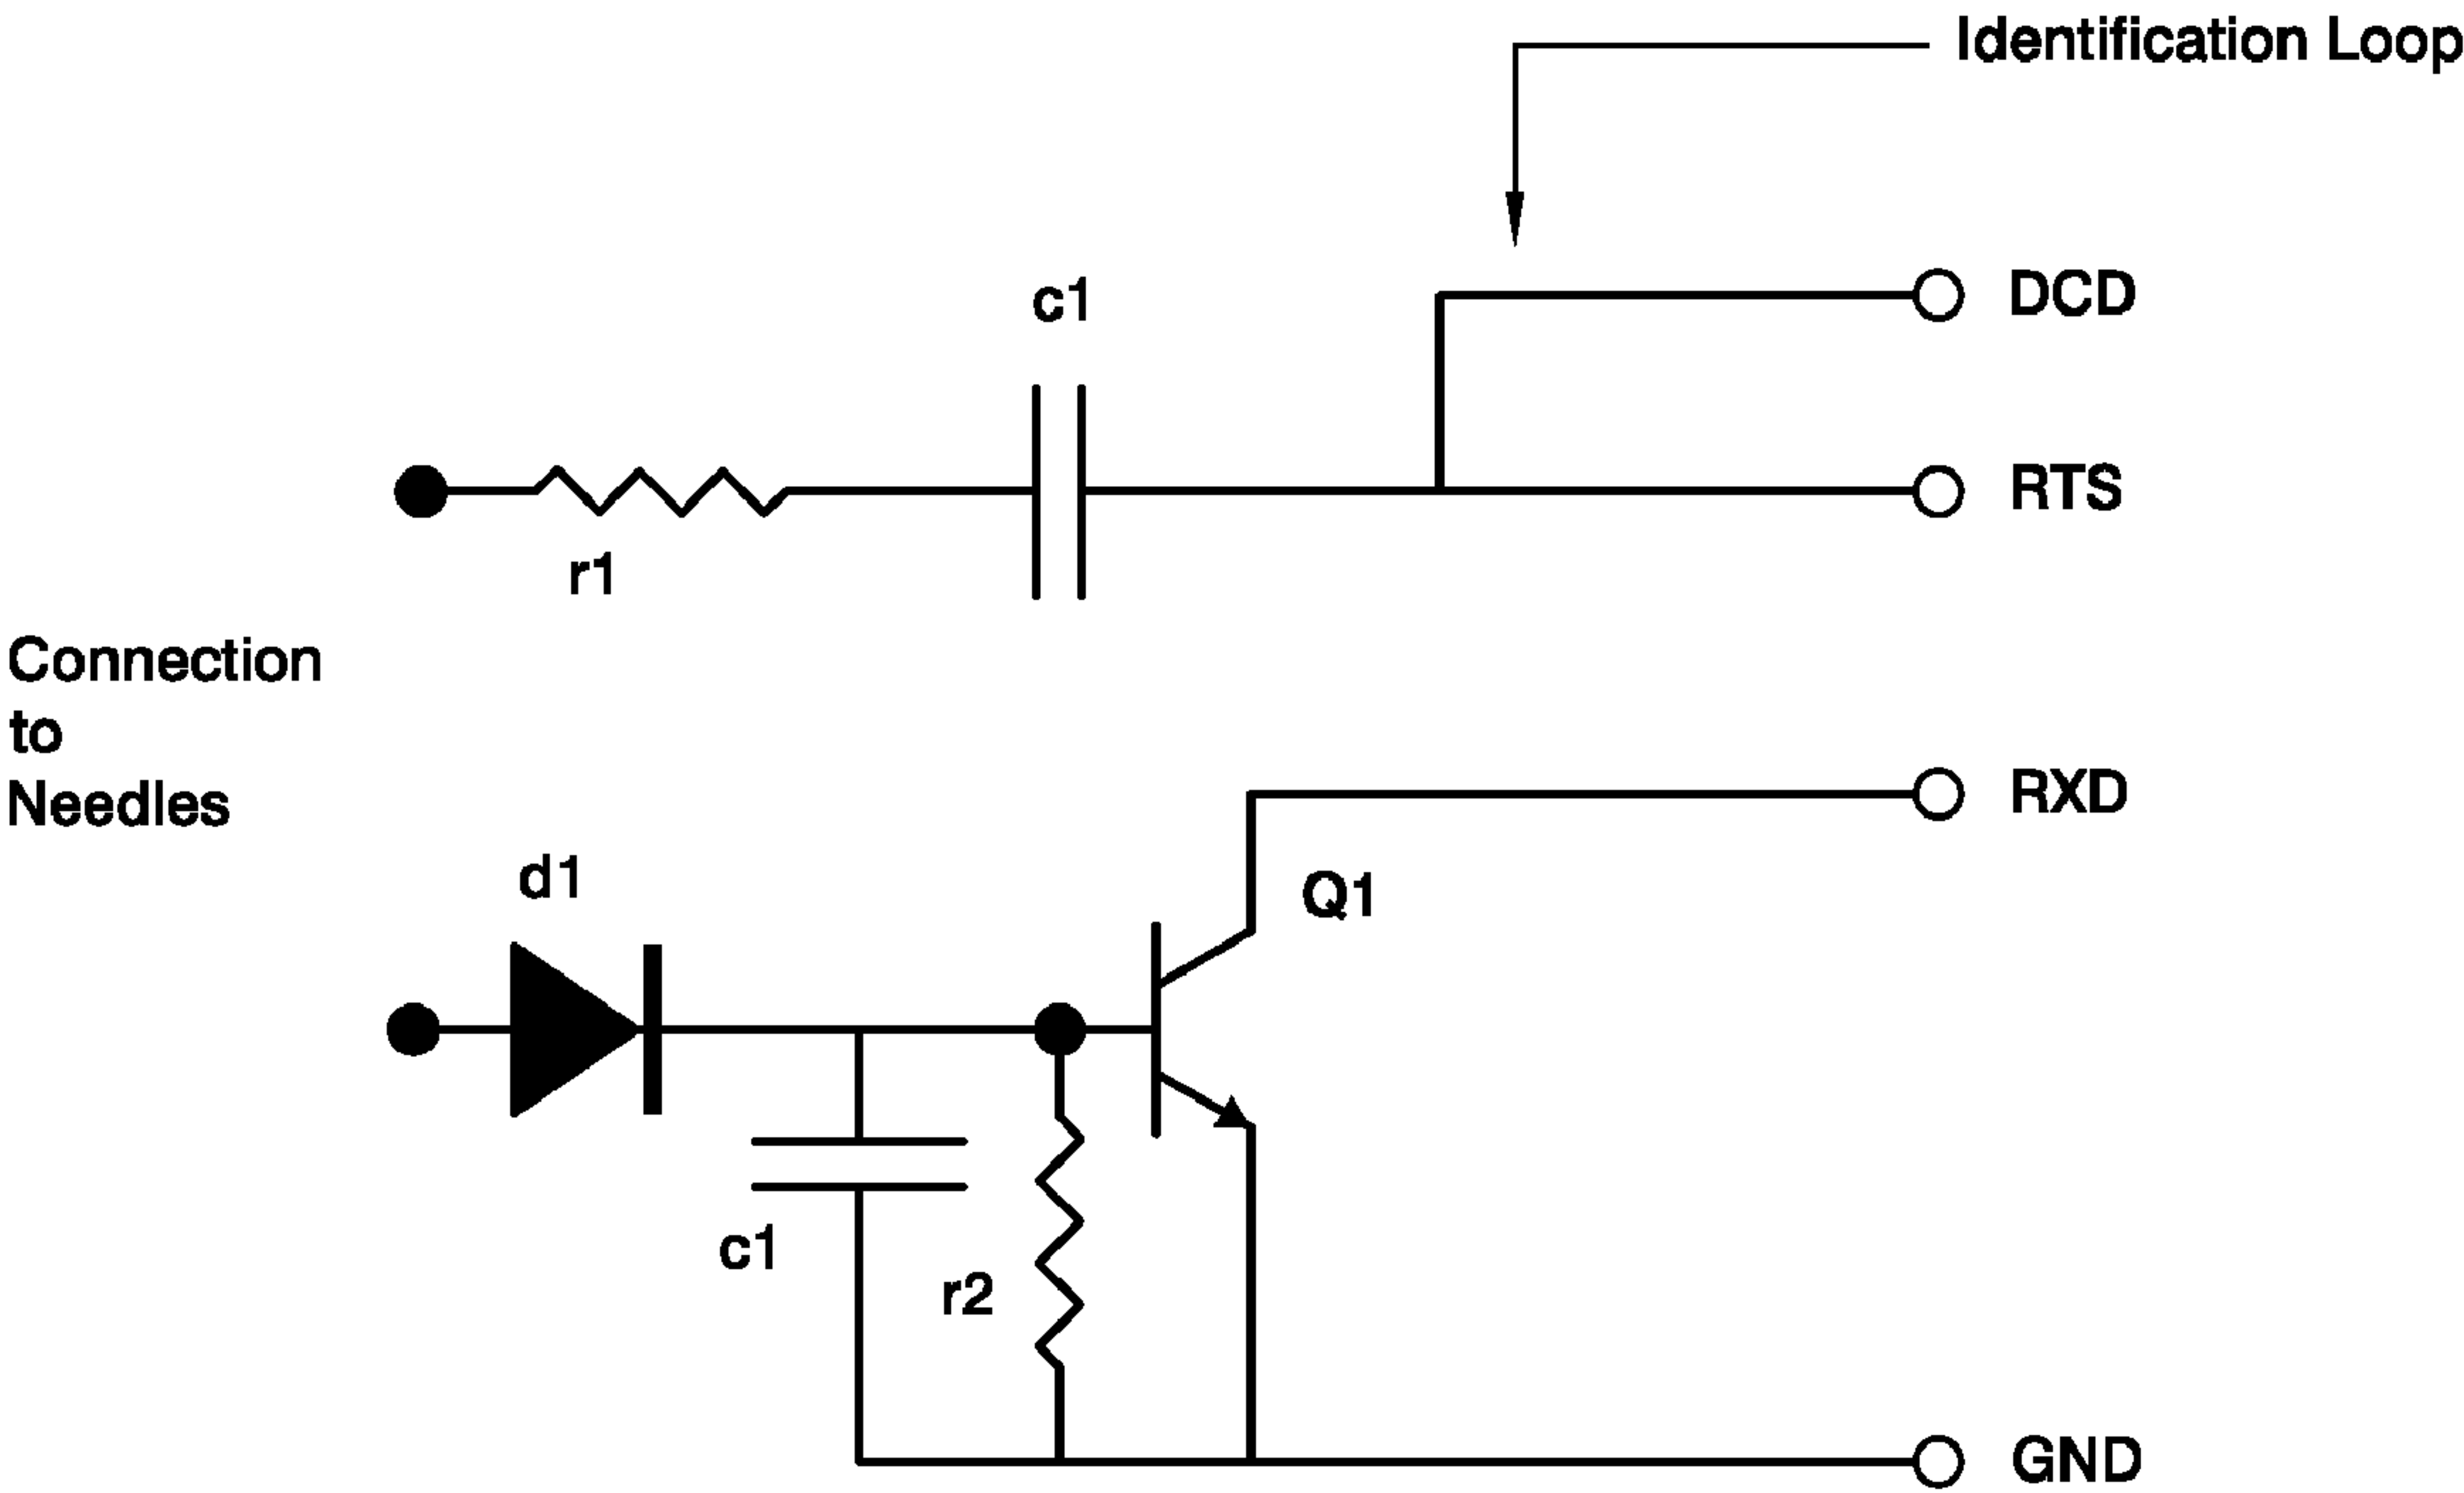 Identification Loop
DCD
c1
RTS
r1
Connection
to
Needles
RXD
d1
Q1
c1
r2
GND